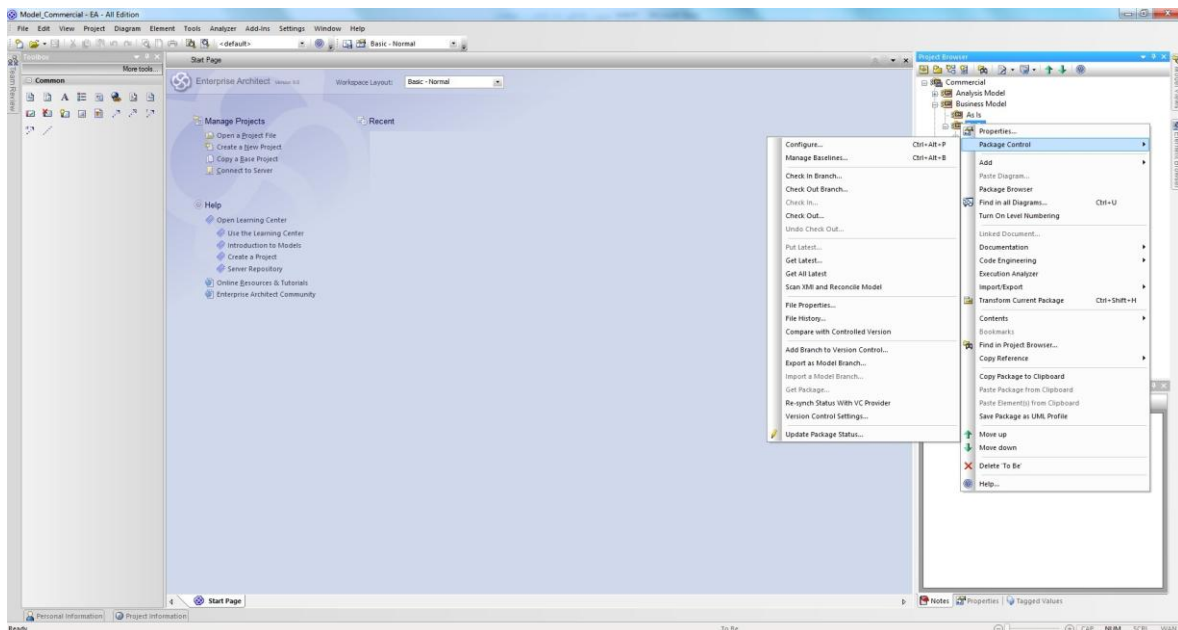 Model_Commercial - EA - All Edition
File Edit View Project Diagram Element Tools Analyzer Add-Ins Settings Window Help
<default> Basic - Normal
Toolbox
More tools...
Common
Team Review
Start Page
Enterprise Architect
Workspace Layout: Basic - Normal
Manage Projects
Open a Project File
Create a New Project
Copy a Base Project
Connect to Server
Recent
Help
Open Learning Center
Use the Learning Center
Introduction to Models
Create a Project
Server Repository
Online Resources & Tutorials
Enterprise Architect Community
Project Browser
Commercial
Analysis Model
Business Model
As Is
Configure... Ctrl+Alt+P
Manage Baselines... Ctrl+Alt+B
Check In Branch...
Check Out Branch...
Check In...
Check Out...
Undo Check Out...
Put Latest...
Get Latest...
Get All Latest
Scan XMI and Reconcile Model
File Properties...
File History...
Compare with Controlled Version
Add Branch to Version Control...
Export as Model Branch...
Import a Model Branch...
Get Package...
Re-synch Status With VC Provider
Version Control Settings...
Update Package Status...
Properties...
Package Control
Add
Paste Diagram...
Package Browser
Find in all Diagrams... Ctrl+U
Turn On Level Numbering
Linked Document...
Documentation
Code Engineering
Execution Analyzer
Import/Export
Transform Current Package Ctrl+Shift+H
Contents
Bookmarks
Find in Project Browser...
Copy Reference
Copy Package to Clipboard
Paste Package from Clipboard
Paste Element(s) from Clipboard
Save Package as UML Profile
Move up
Move down
Delete 'To Be'
Help...
Start Page
Notes Properties Tagged Values
Personal Information Project Information
Ready To Be CAP NUM SCRL WAN